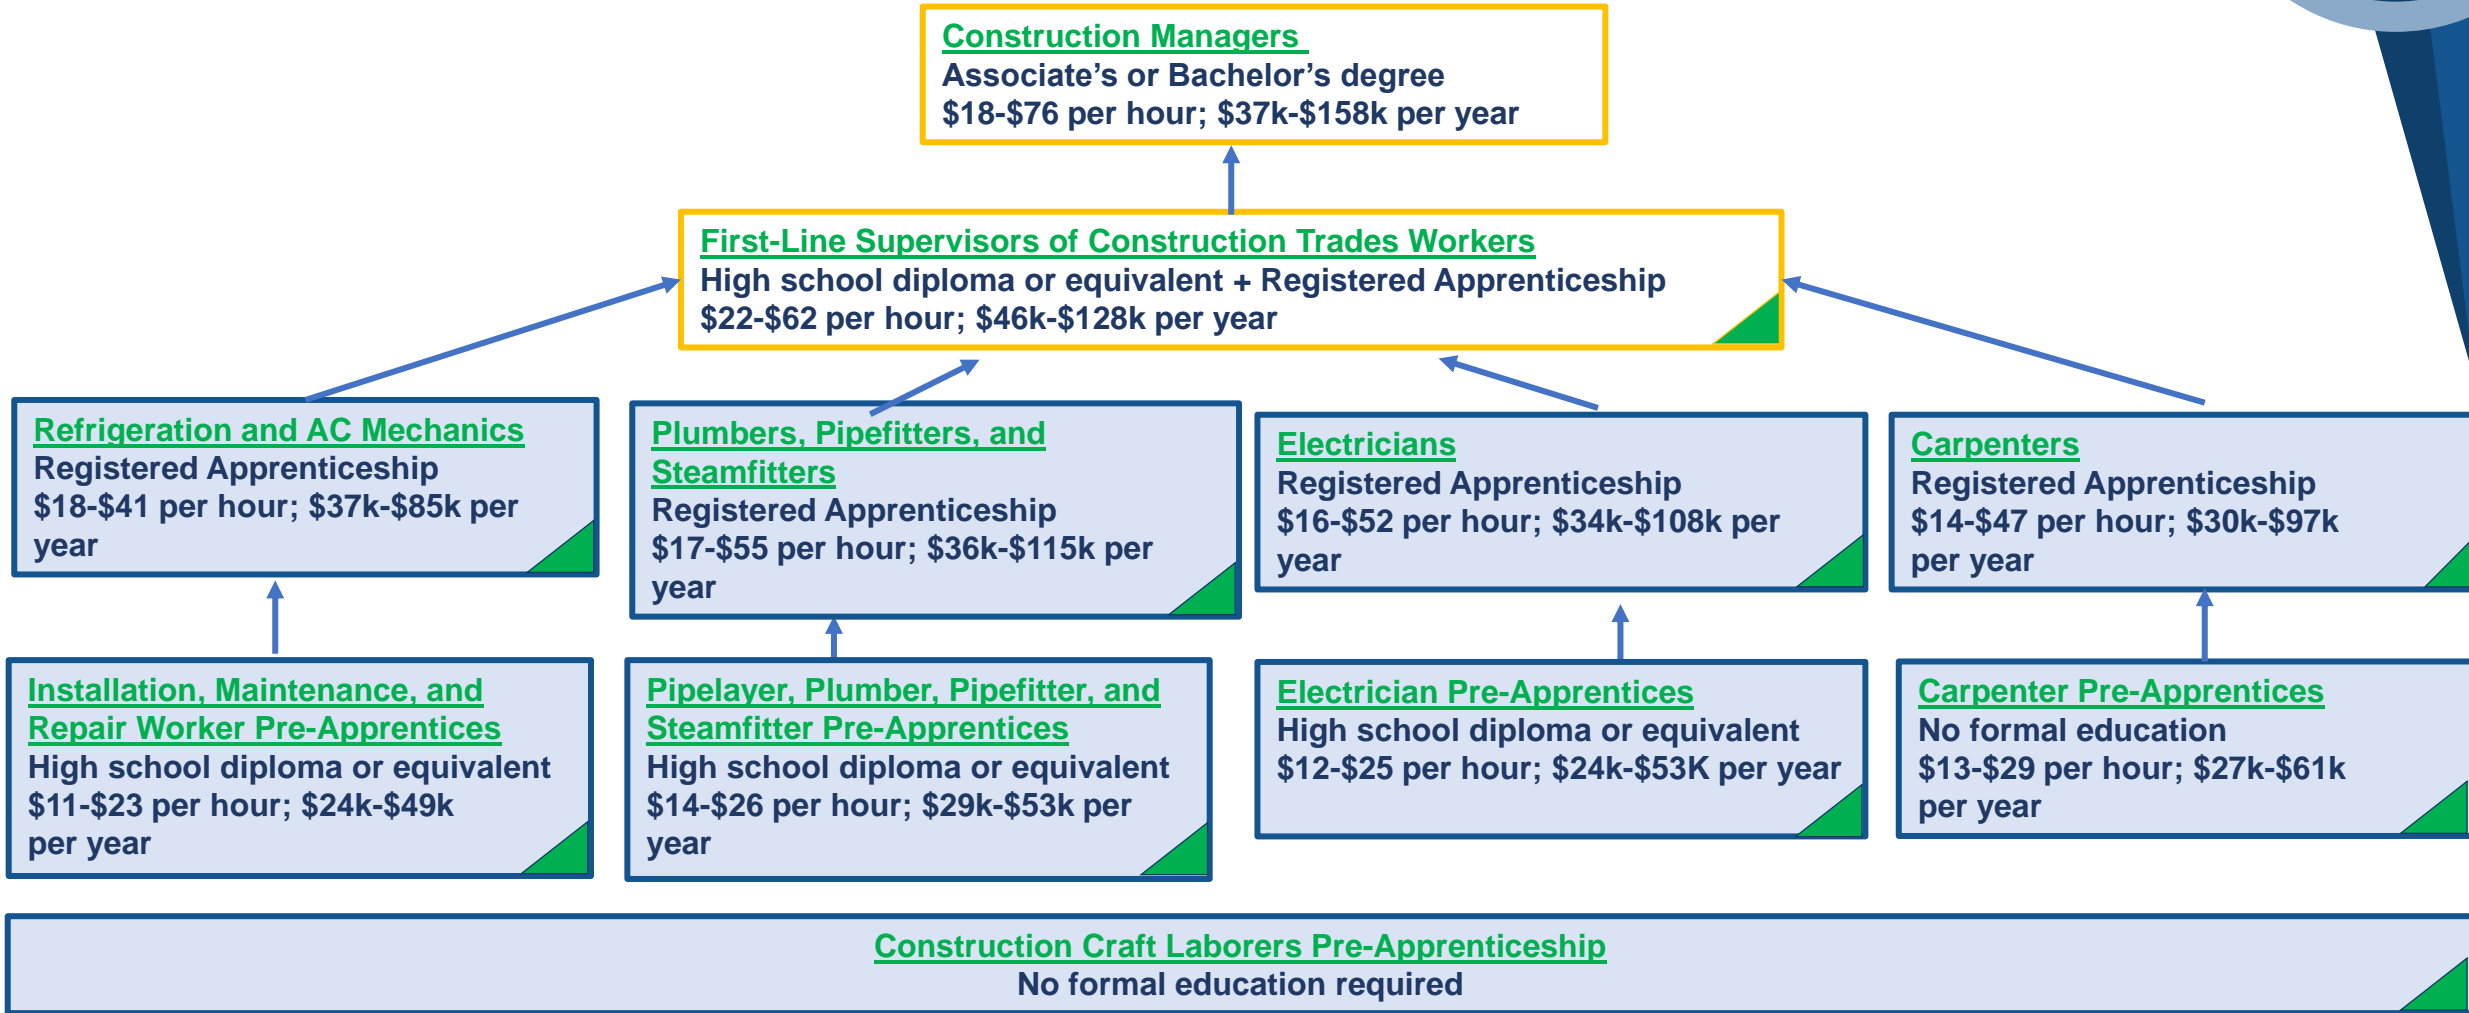 Construction Managers
Associate’s or Bachelor’s degree
$18-$76 per hour; $37k-$158k per year
First-Line Supervisors of Construction Trades Workers
High school diploma or equivalent + Registered Apprenticeship
$22-$62 per hour; $46k-$128k per year
Refrigeration and AC Mechanics
Registered Apprenticeship
$18-$41 per hour; $37k-$85k per
year
Plumbers, Pipefitters, and
Steamfitters
Registered Apprenticeship
$17-$55 per hour; $36k-$115k per
year
Electricians
Registered Apprenticeship
$16-$52 per hour; $34k-$108k per
year
Carpenters
Registered Apprenticeship
$14-$47 per hour; $30k-$97k
per year
Installation, Maintenance, and
Repair Worker Pre-Apprentices
High school diploma or equivalent
$11-$23 per hour; $24k-$49k
per year
Pipelayer, Plumber, Pipefitter, and
Steamfitter Pre-Apprentices
High school diploma or equivalent
$14-$26 per hour; $29k-$53k per
year
Electrician Pre-Apprentices
High school diploma or equivalent
$12-$25 per hour; $24k-$53K per year
Carpenter Pre-Apprentices
No formal education
$13-$29 per hour; $27k-$61k
per year
Construction Craft Laborers Pre-Apprenticeship
No formal education required